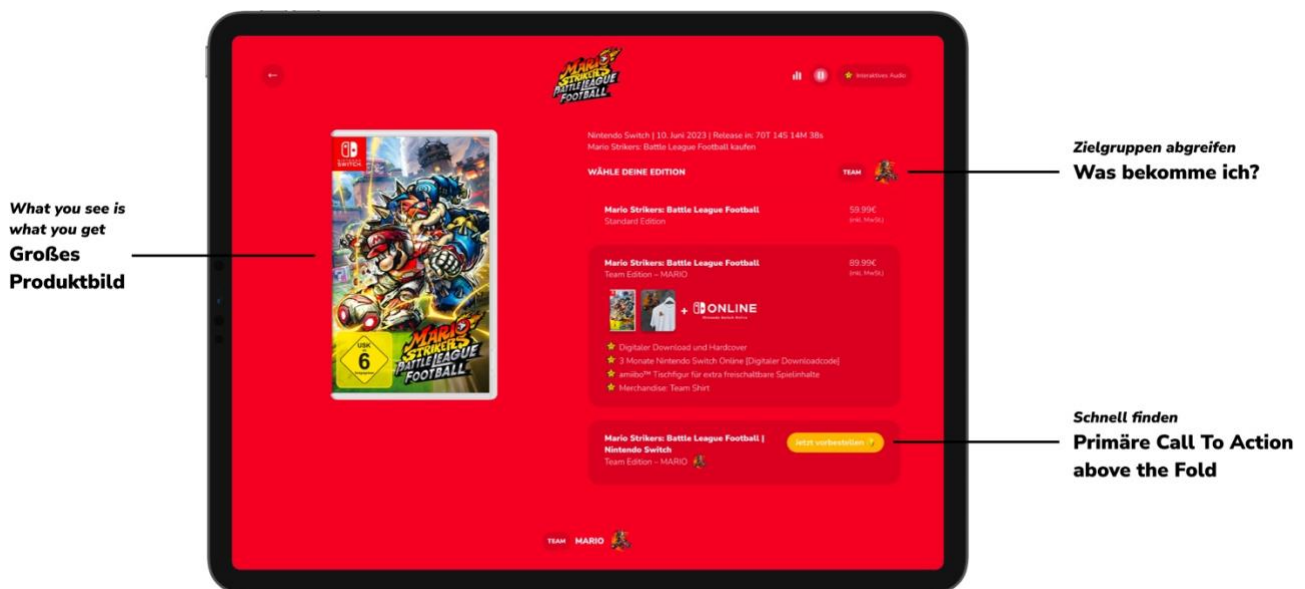 What you see is
what you get
Großes
Produktbild
←
MARIO
STRIKERS
BATTLE LEAGUE
FOOTBALL
Interaktives Audio
NINTENDO
SWITCH
USK
6
MARIO
STRIKERS
BATTLE LEAGUE
FOOTBALL
Nintendo Switch | 10. Juni 2023 | Release in: 70T 14S 14M 38s
Mario Strikers: Battle League Football kaufen
WÄHLE DEINE EDITION
TEAM
Mario Strikers: Battle League Football
59.99€
Standard Edition
(inkl. MwSt.)
Mario Strikers: Battle League Football
89.99€
Team Edition – MARIO
(inkl. MwSt.)
+ ONLINE
Digitaler Download und Hardcover
3 Monate Nintendo Switch Online [Digitaler Downloadcode]
amiibo™ Tischfigur für extra freischaltbare Spielinhalte
Merchandise: Team Shirt
Mario Strikers: Battle League Football |
Nintendo Switch
Team Edition – MARIO
Jetzt vorbestellen
TEAM MARIO
Zielgruppen abgreifen
Was bekomme ich?
Schnell finden
Primäre Call To Action
above the Fold